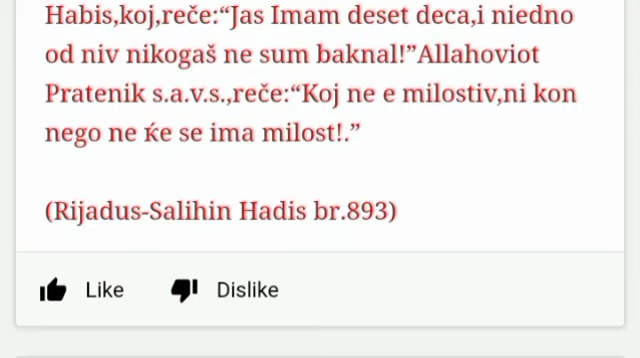 Habis,koj,reče:“Jas Imam deset deca,i niedno
od niv nikogaš ne sum baknal!”Allahoviot
Pratenik s.a.v.s.,reče:“Koj ne e milostiv,ni kon
nego ne ḱe se ima milost!.”
(Rijadus-Salihin Hadis br.893)
Like Dislike